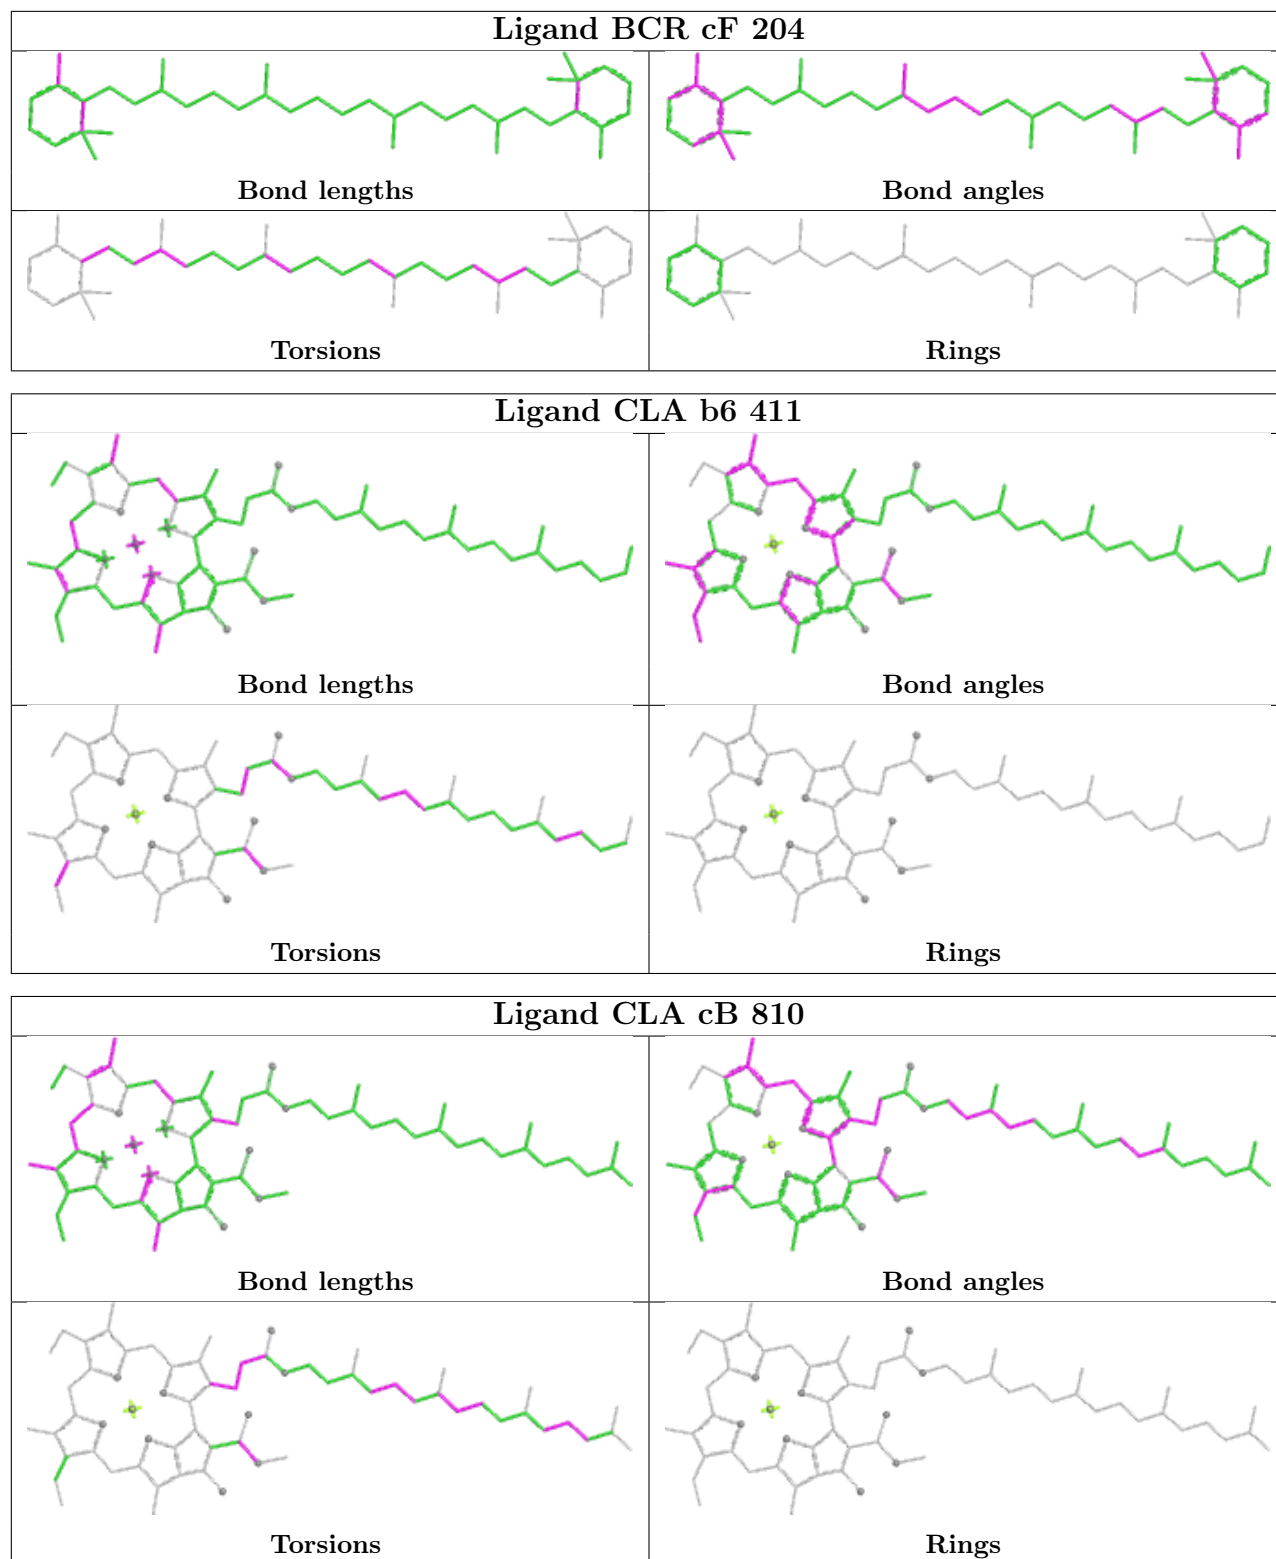 Ligand BCR cF 204
Bond lengths
Bond angles
Torsions
Rings
Ligand CLA b6 411
Bond lengths
Bond angles
Torsions
Rings
Ligand CLA cB 810
Bond lengths
Bond angles
Torsions
Rings